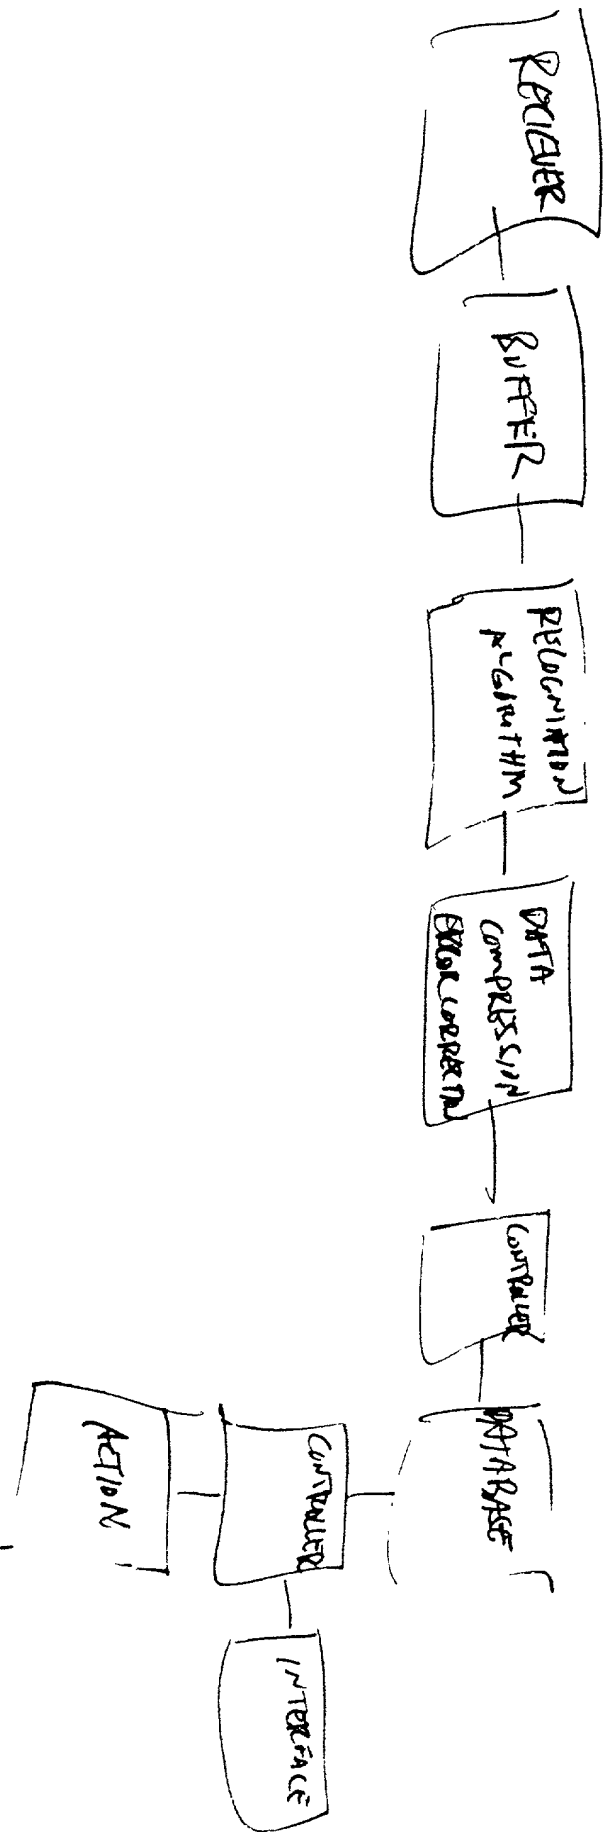 RECIEVER
BUFFER
RECOGNITION
ALGORITHM
DATA
COMPRESSION
ERROR CORRECTION
CONTROLLER
DATABASE
CONTROLLER
ACTION
INTERFACE